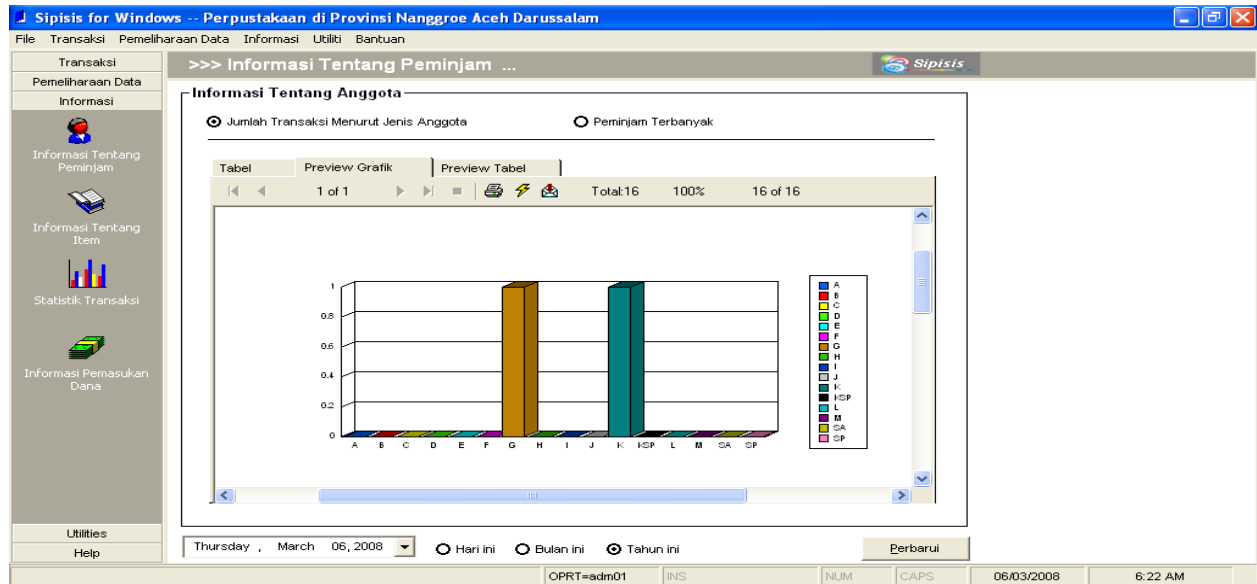 Sipisis for Windows -- Perpustakaan di Provinsi Nanggroe Aceh Darussalam
File Transaksi Pemeliharaan Data Informasi Utiliti Bantuan
Transaksi
Pemeliharaan Data
Informasi
Informasi Tentang
Peminjam
Informasi Tentang
Item
Statistik Transaksi
Informasi Pemasukan
Dana
Utilities
Help
>>> Informasi Tentang Peminjam ...
Sipisis
Informasi Tentang Anggota
Jumlah Transaksi Menurut Jenis Anggota Peminjam Terbanyak
Tabel Preview Grafik Preview Tabel
1 of 1 Total:16 100% 16 of 16
1
0.8
0.6
0.4
0.2
0
A B C D E F G H I J K KSP L M SA SP
A
B
C
D
E
F
G
H
I
J
K
KSP
L
M
SA
SP
Thursday , March 06, 2008 Hari ini Bulan ini Tahun ini Perbarui
OPRT=adm01 INS NUM CAPS 06/03/2008 6:22 AM